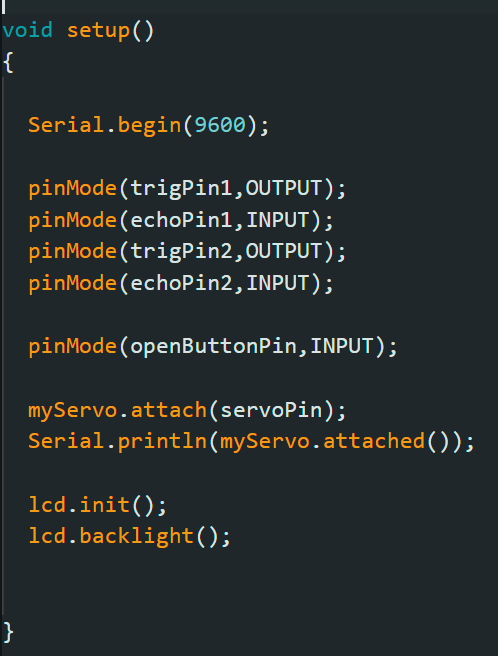 void setup()
{
Serial.begin(9600);
pinMode(trigPin1,OUTPUT);
pinMode(echoPin1,INPUT);
pinMode(trigPin2,OUTPUT);
pinMode(echoPin2,INPUT);
pinMode(openButtonPin,INPUT);
myServo.attach(servoPin);
Serial.println(myServo.attached());
lcd.init();
lcd.backlight();
}